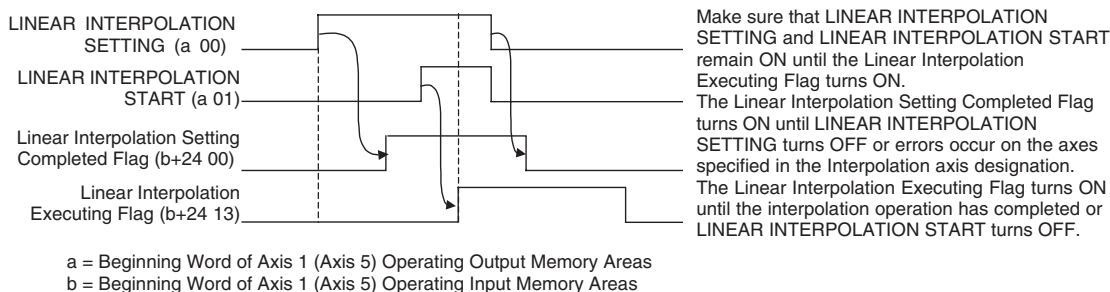 LINEAR INTERPOLATION
SETTING (a 00)
LINEAR INTERPOLATION
START (a 01)
Linear Interpolation Setting
Completed Flag (b+24 00)
Linear Interpolation
Executing Flag (b+24 13)
Make sure that LINEAR INTERPOLATION
SETTING and LINEAR INTERPOLATION START
remain ON until the Linear Interpolation
Executing Flag turns ON.
The Linear Interpolation Setting Completed Flag
turns ON until LINEAR INTERPOLATION
SETTING turns OFF or errors occur on the axes
specified in the Interpolation axis designation.
The Linear Interpolation Executing Flag turns ON
until the interpolation operation has completed or
LINEAR INTERPOLATION START turns OFF.
a = Beginning Word of Axis 1 (Axis 5) Operating Output Memory Areas
b = Beginning Word of Axis 1 (Axis 5) Operating Input Memory Areas